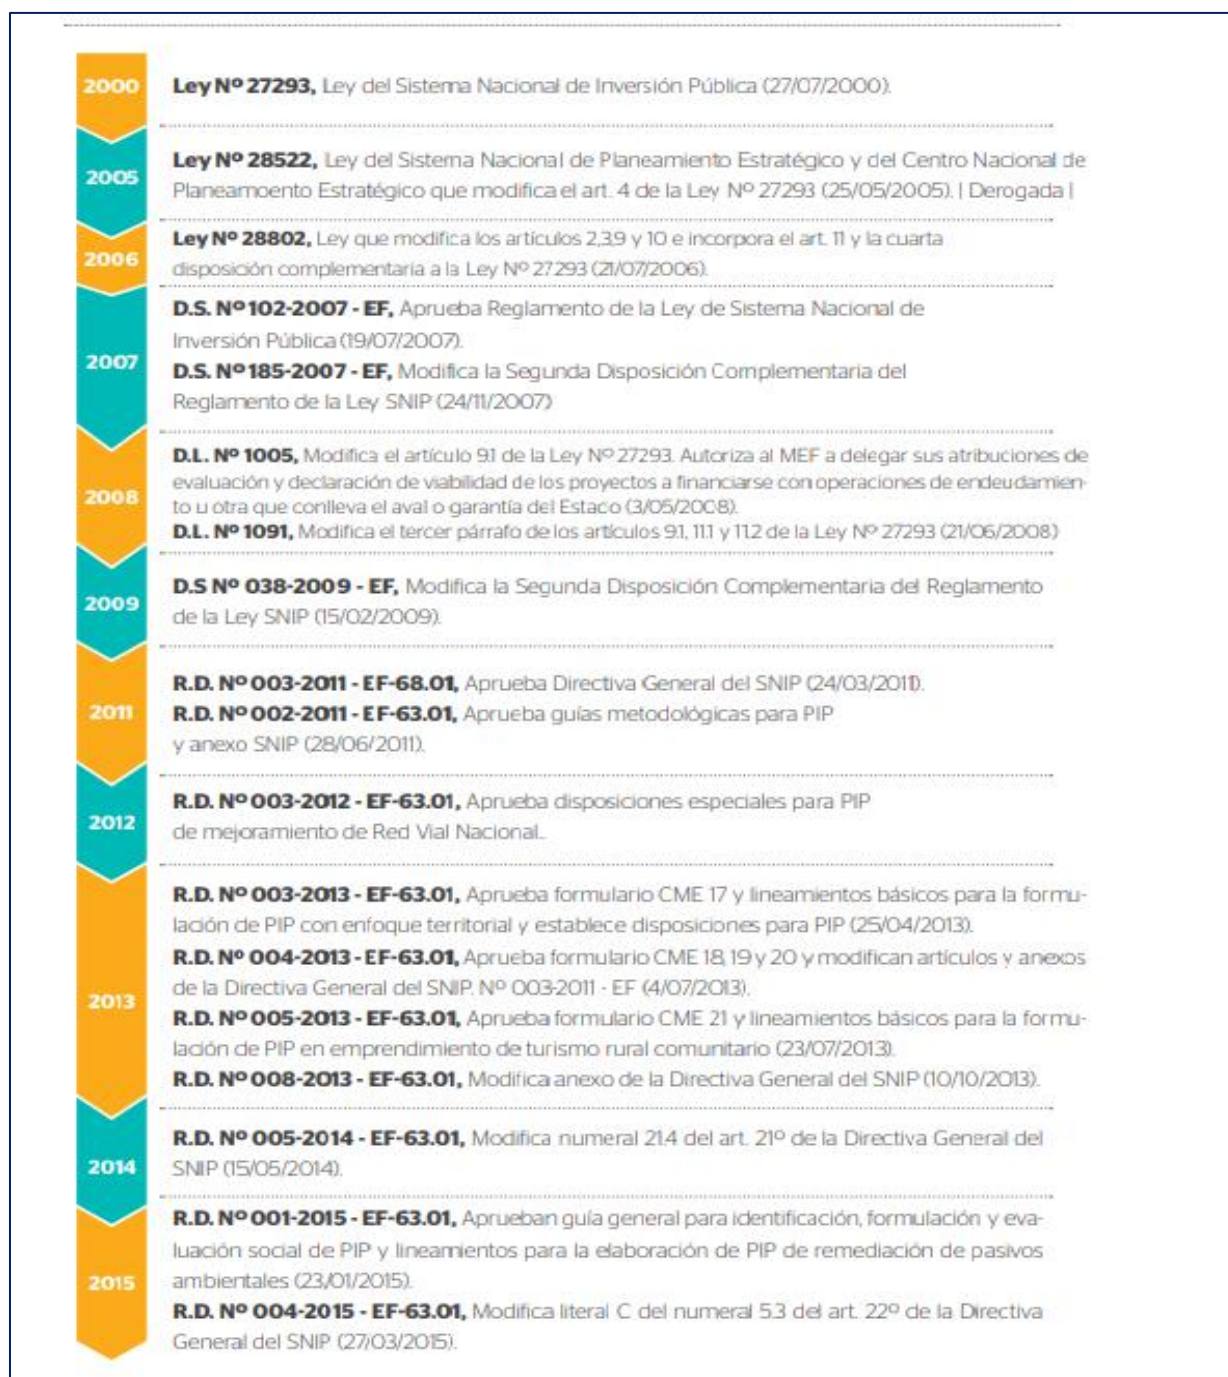 2000
Ley Nº 27293, Ley del Sistema Nacional de Inversión Pública (27/07/2000).
2005
Ley Nº 28522, Ley del Sistema Nacional de Planeamiento Estratégico y del Centro Nacional de
Planeamoento Estratégico que modifica el art. 4 de la Ley Nº 27293 (25/05/2005). | Derogada |
2006
Ley Nº 28802, Ley que modifica los artículos 2,3,9 y 10 e incorpora el art. 11 y la cuarta
disposición complementaria a la Ley Nº 27293 (21/07/2006).
2007
D.S. Nº 102-2007 - EF, Aprueba Reglamento de la Ley de Sistema Nacional de
Inversión Pública (19/07/2007).
D.S. Nº 185-2007 - EF, Modifica la Segunda Disposición Complementaria del
Reglamento de la Ley SNIP (24/11/2007)
2008
D.L. Nº 1005, Modifica el artículo 9.1 de la Ley Nº 27293. Autoriza al MEF a delegar sus atribuciones de
evaluación y declaración de viabilidad de los proyectos a financiarse con operaciones de endeudamien-
to u otra que conlleva el aval o garantía del Estaco (3/05/2008).
D.L. Nº 1091, Modifica el tercer párrafo de los artículos 9.1, 11.1 y 11.2 de la Ley Nº 27293 (21/06/2008)
2009
D.S Nº 038-2009 - EF, Modifica la Segunda Disposición Complementaria del Reglamento
de la Ley SNIP (15/02/2009).
2011
R.D. Nº 003-2011 - EF-68.01, Aprueba Directiva General del SNIP (24/03/2011).
R.D. Nº 002-2011 - EF-63.01, Aprueba guías metodológicas para PIP
y anexo SNIP (28/06/2011).
2012
R.D. Nº 003-2012 - EF-63.01, Aprueba disposiciones especiales para PIP
de mejoramiento de Red Vial Nacional..
2013
R.D. Nº 003-2013 - EF-63.01, Aprueba formulario CME 17 y lineamientos básicos para la formu-
lación de PIP con enfoque territorial y establece disposiciones para PIP (25/04/2013).
R.D. Nº 004-2013 - EF-63.01, Aprueba formulario CME 18, 19 y 20 y modifican artículos y anexos
de la Directiva General del SNIP. Nº 003-2011 - EF (4/07/2013).
R.D. Nº 005-2013 - EF-63.01, Aprueba formulario CME 21 y lineamientos básicos para la formu-
lación de PIP en emprendimiento de turismo rural comunitario (23/07/2013).
R.D. Nº 008-2013 - EF-63.01, Modifica anexo de la Directiva General del SNIP (10/10/2013).
2014
R.D. Nº 005-2014 - EF-63.01, Modifica numeral 21.4 del art. 21º de la Directiva General del
SNIP (15/05/2014).
2015
R.D. Nº 001-2015 - EF-63.01, Aprueban guía general para identificación, formulación y eva-
luación social de PIP y lineamientos para la elaboración de PIP de remediación de pasivos
ambientales (23/01/2015).
R.D. Nº 004-2015 - EF-63.01, Modifica literal C del numeral 5.3 del art. 22º de la Directiva
General del SNIP (27/03/2015).